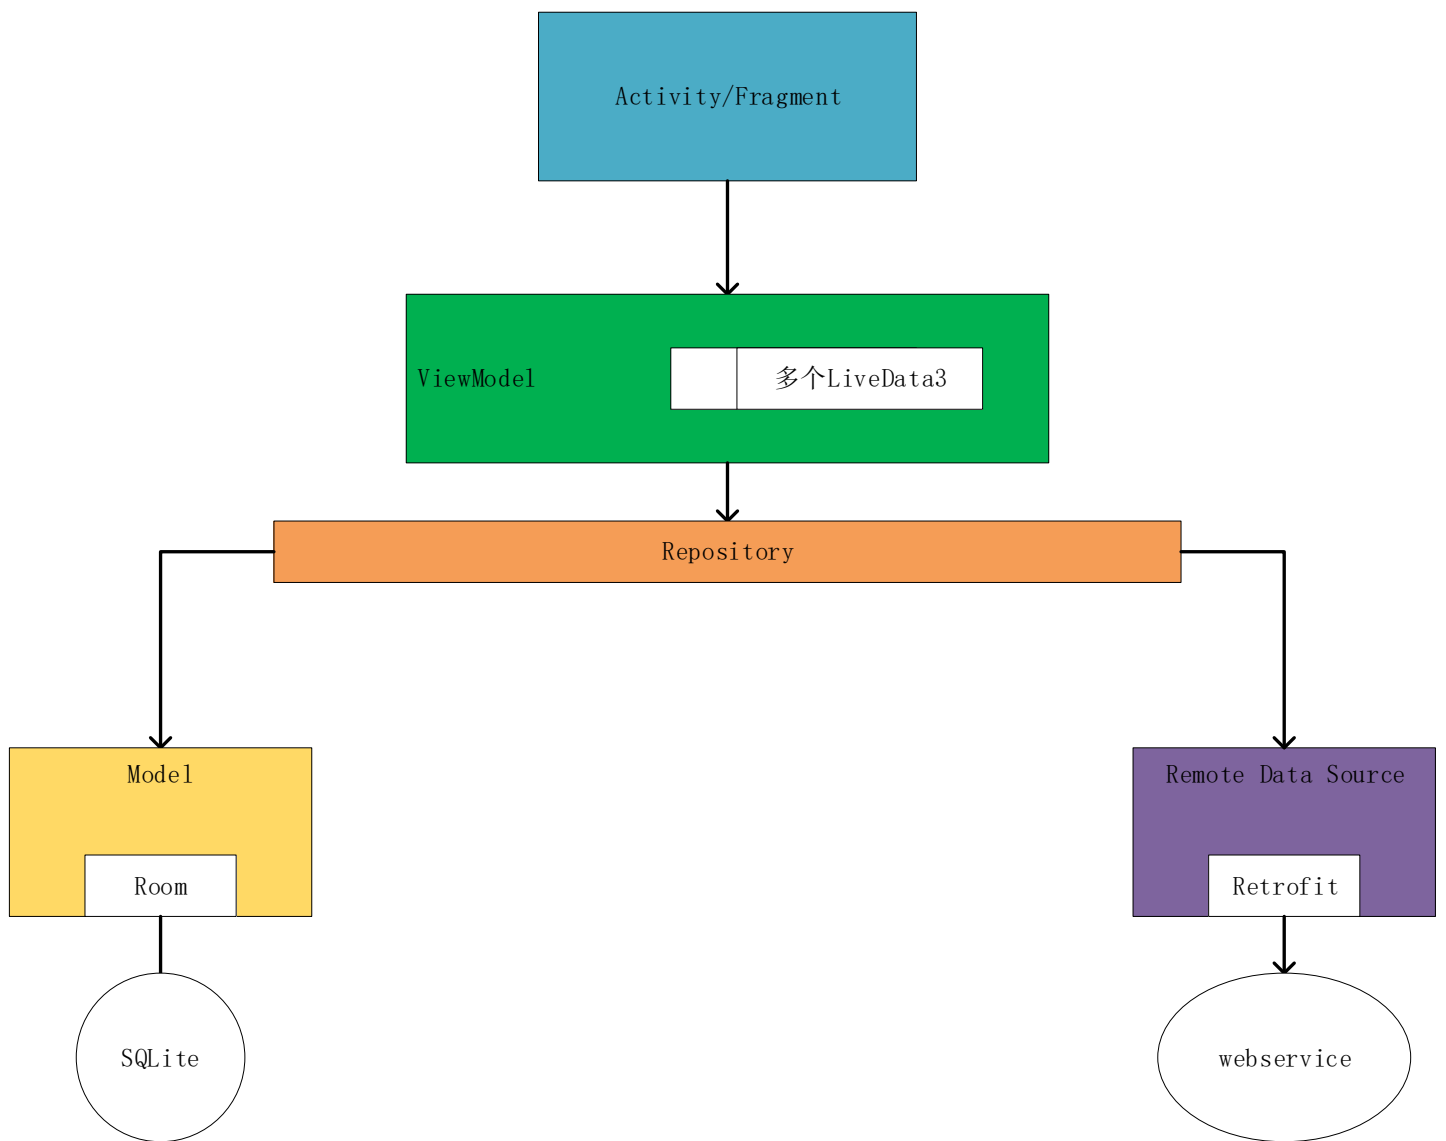 Activity/Fragment
ViewModel
多个LiveData3
Repository
Model
Remote Data Source
Room
Retrofit
SQLite
webservice